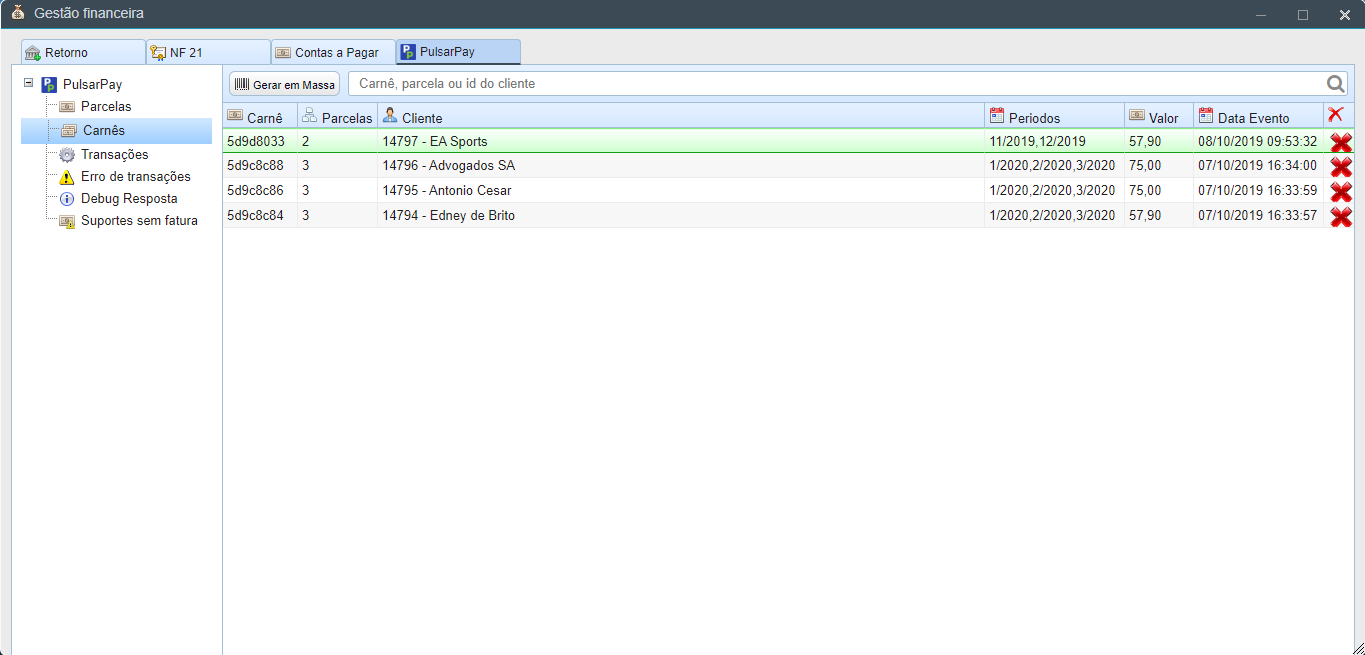 Gestão financeira
Retorno NF 21 Contas a Pagar PulsarPay
PulsarPay
Parcelas
Carnês
Transações
Erro de transações
Debug Resposta
Suportes sem fatura
Gerar em Massa Carnê, parcela ou id do cliente
Carnê Parcelas Cliente Periodos Valor Data Evento
5d9d8033 2 14797 - EA Sports 11/2019,12/2019 57,90 08/10/2019 09:53:32
5d9c8c88 3 14796 - Advogados SA 1/2020,2/2020,3/2020 75,00 07/10/2019 16:34:00
5d9c8c86 3 14795 - Antonio Cesar 1/2020,2/2020,3/2020 75,00 07/10/2019 16:33:59
5d9c8c84 3 14794 - Edney de Brito 1/2020,2/2020,3/2020 57,90 07/10/2019 16:33:57